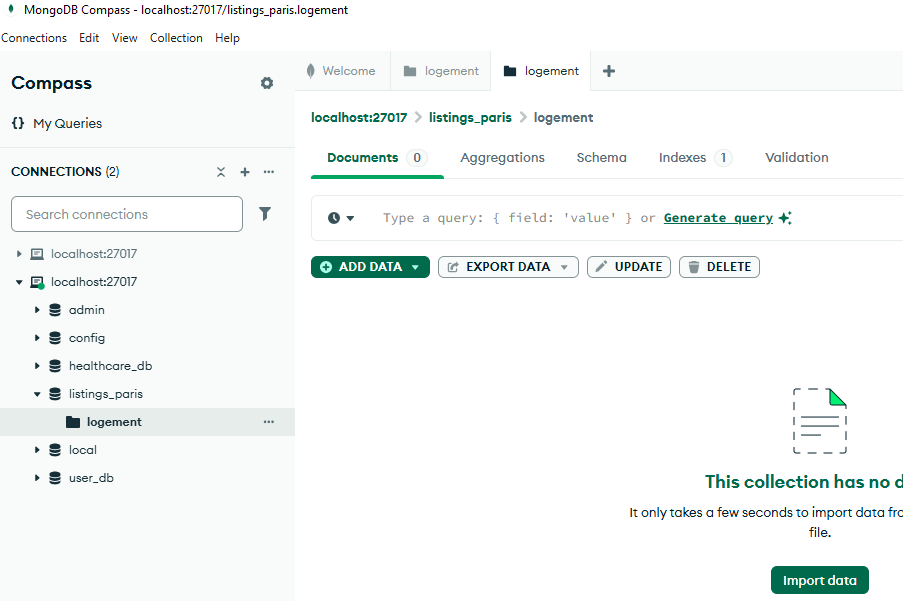 MongoDB Compass - localhost:27017/listings_paris.logement
Connections Edit View Collection Help
Compass
{} My Queries
CONNECTIONS (2)
Search connections
localhost:27017
localhost:27017
admin
config
healthcare_db
listings_paris
logement
local
user_db
Welcome logement logement
localhost:27017 > listings_paris > logement
Documents 0 Aggregations Schema Indexes 1 Validation
Type a query: { field: 'value' } or Generate query
ADD DATA EXPORT DATA UPDATE DELETE
This collection has no d
It only takes a few seconds to import data fro
file.
Import data